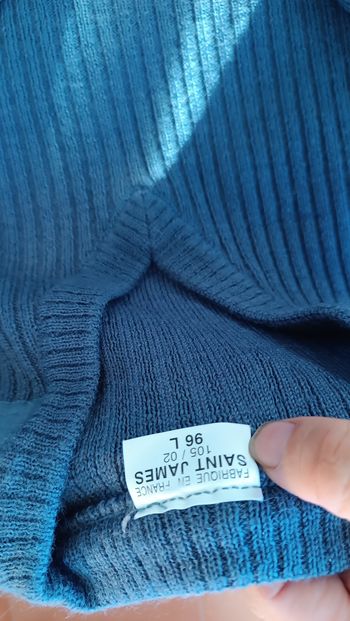 FABRIQUE EN FRANCE
SAINT JAMES
105 / 02
96 L